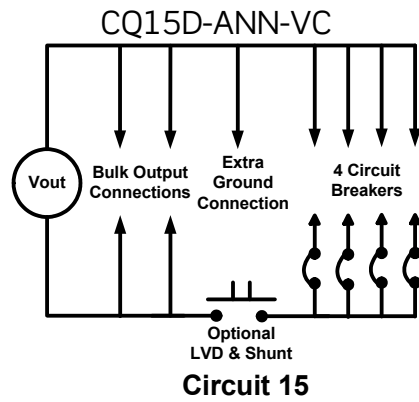 CQ15D-ANN-VC
Vout
Bulk Output
Connections
Extra
Ground
Connection
4 Circuit
Breakers
Optional
LVD & Shunt
Circuit 15